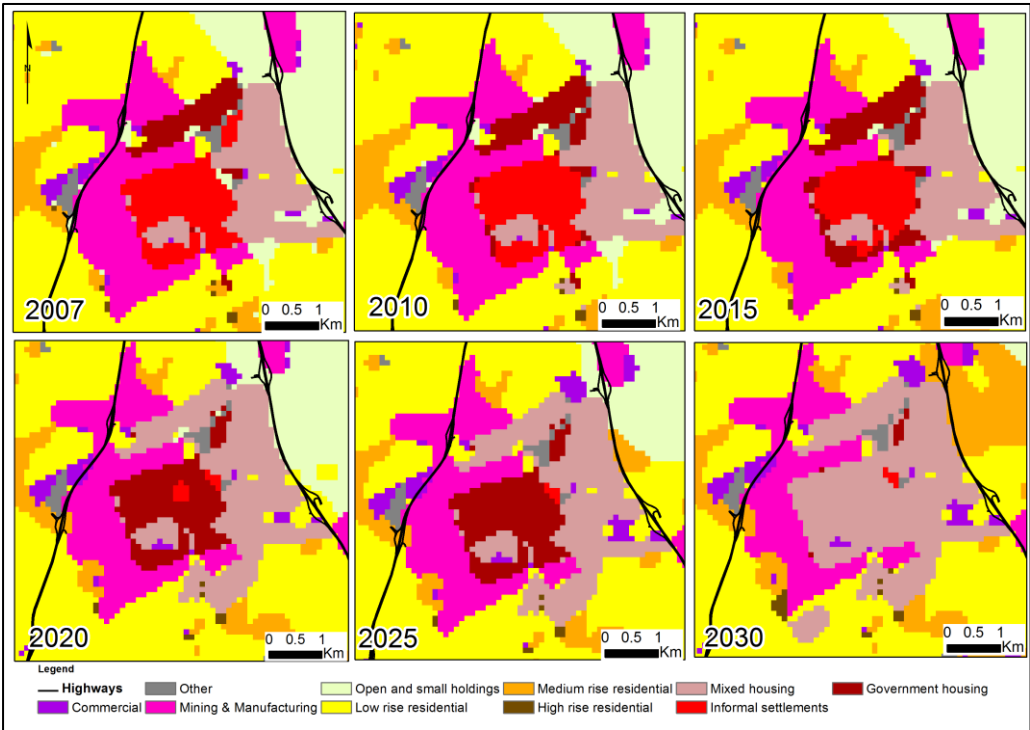 N
2007
0 0.5 1
Km
2010
0 0.5 1
Km
2015
0 0.5 1
Km
2020
0 0.5 1
Km
2025
0 0.5 1
Km
2030
0 0.5 1
Km
Legend
Highways Other Open and small holdings Medium rise residential Mixed housing Government housing
Commercial Mining & Manufacturing Low rise residential High rise residential Informal settlements